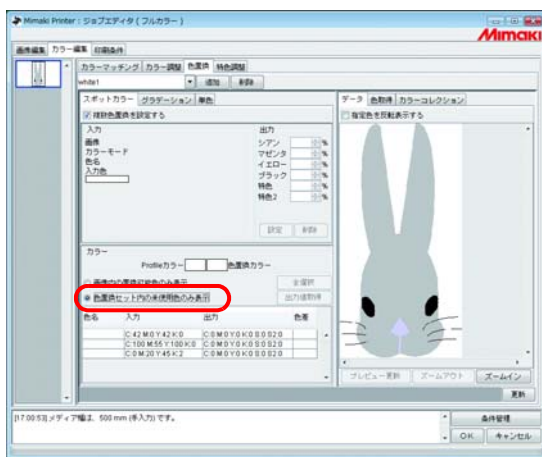 Mimaki Printer : ジョブエディタ ( フルカラー )
Mimaki
画像編集 カラー編集 印刷条件
カラーマッチング カラー調整 色置換 特色調整
white1 追加 削除
スポットカラー グラデーション 単色
複数色置換を設定する
入力 出力
画像
カラーモード
色名
入力色
シアン %
マゼンタ %
イエロー %
ブラック %
特色 %
特色2 %
設定 削除
カラー
Profileカラー 色置換カラー
画像内の置換可能色のみ表示 全選択
色置換セット内の未使用色のみ表示 出力値取得
色名 入力 出力 色差
C:42 M:0 Y:42 K:0 C:0 M:0 Y:0 K:0 S:0 S2:0
C:100 M:55 Y:100 K:0 C:0 M:0 Y:0 K:0 S:0 S2:0
C:0 M:20 Y:45 K:2 C:0 M:0 Y:0 K:0 S:0 S2:0
データ 色取得 カラーコレクション
指定色を反転表示する
プレビュー更新 ズームアウト ズームイン
更新
[17:00:53] メディア幅は、500 mm (手入力) です。
条件管理
OK キャンセル